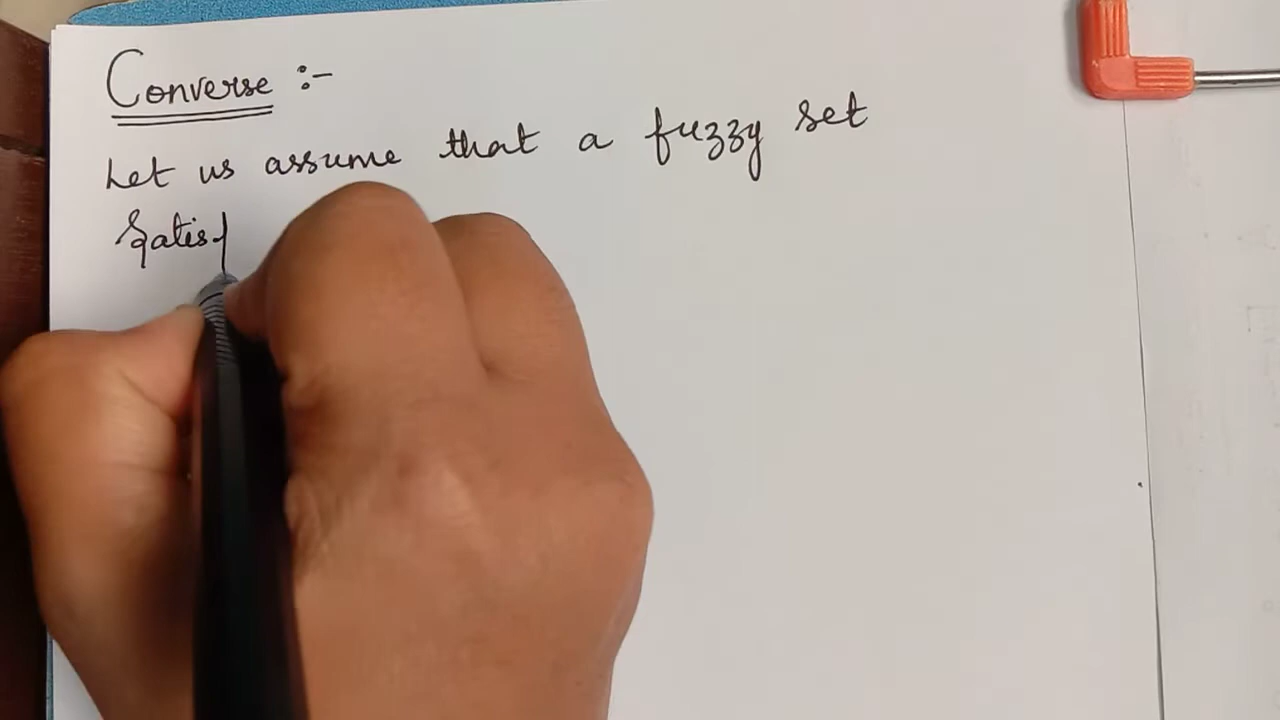 Converse :-
Let us assume that a fuzzy set
Satisf